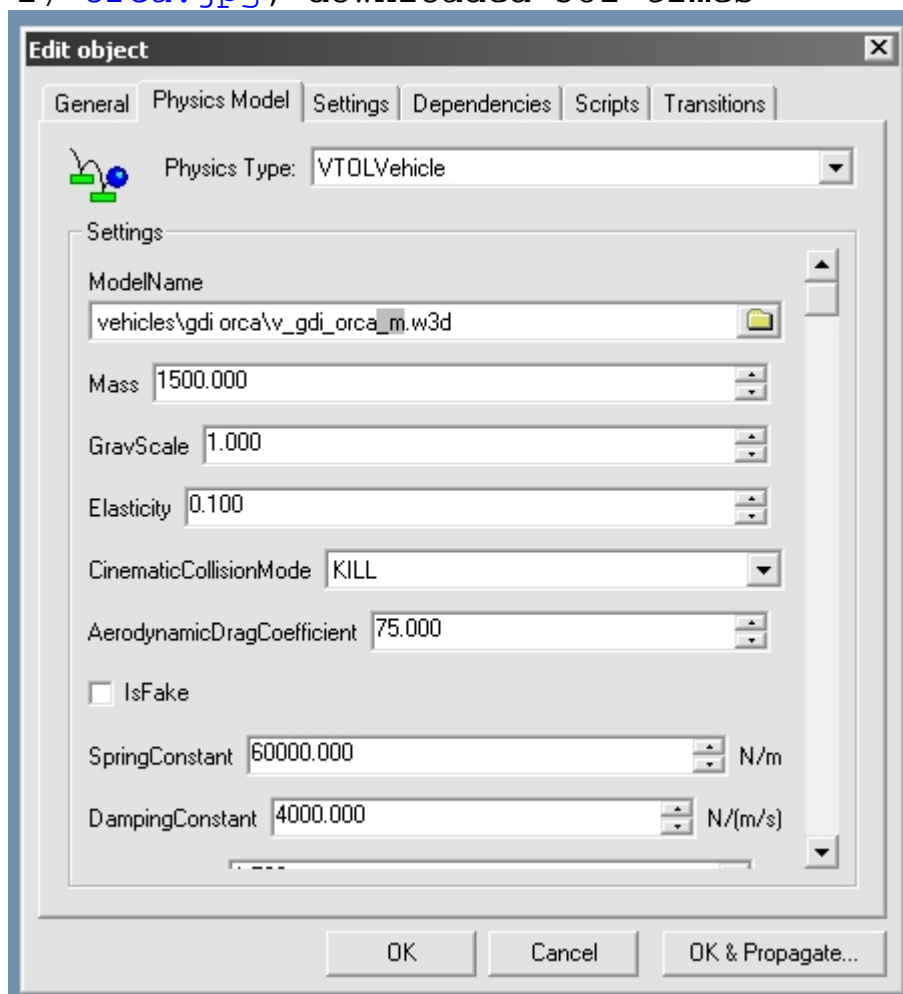 Edit object
General Physics Model Settings Dependencies Scripts Transitions
Physics Type: VTOLVehicle
Settings
ModelName
vehicles\gdi orca\v_gdi_orca_m.w3d
Mass 1500.000
GravScale 1.000
Elasticity 0.100
CinematicCollisionMode KILL
AerodynamicDragCoefficient 75.000
IsFake
SpringConstant 60000.000 N/m
DampingConstant 4000.000 N/(m/s)
OK Cancel OK & Propagate...